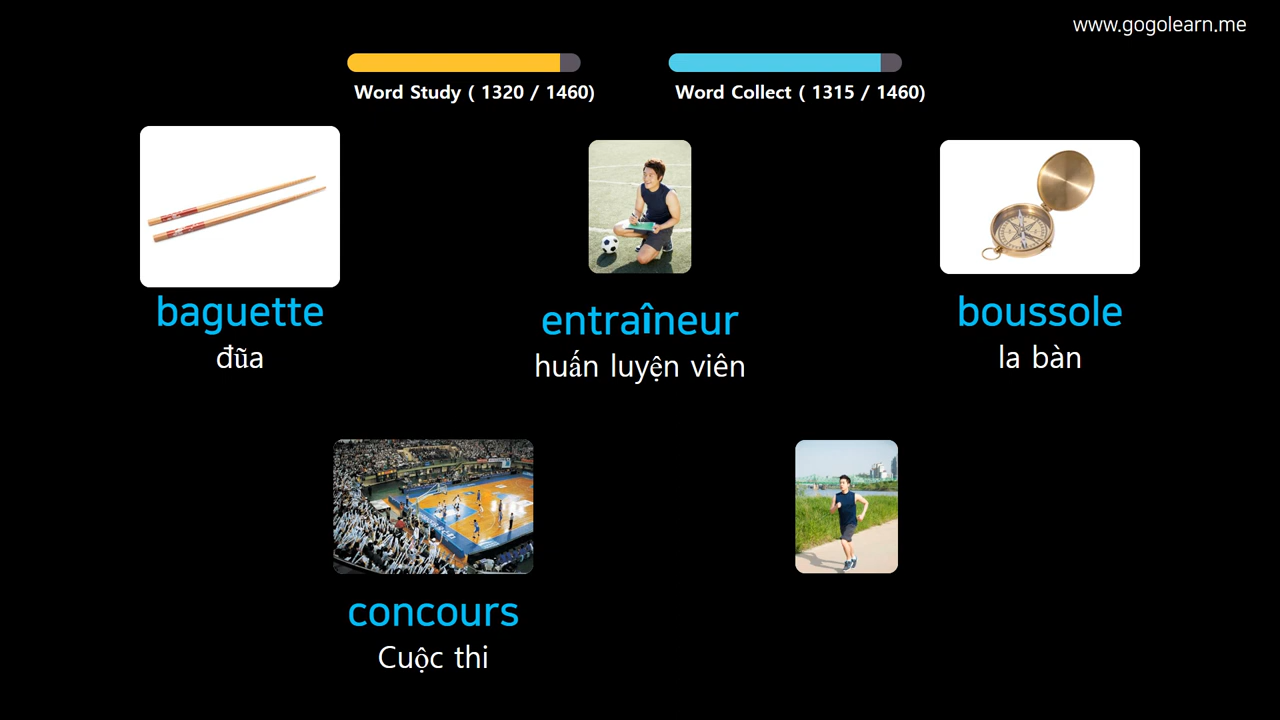 www.gogolearn.me
Word Study ( 1320 / 1460)
Word Collect ( 1315 / 1460)
baguette
đũa
entraîneur
huấn luyện viên
boussole
la bàn
concours
Cuộc thi